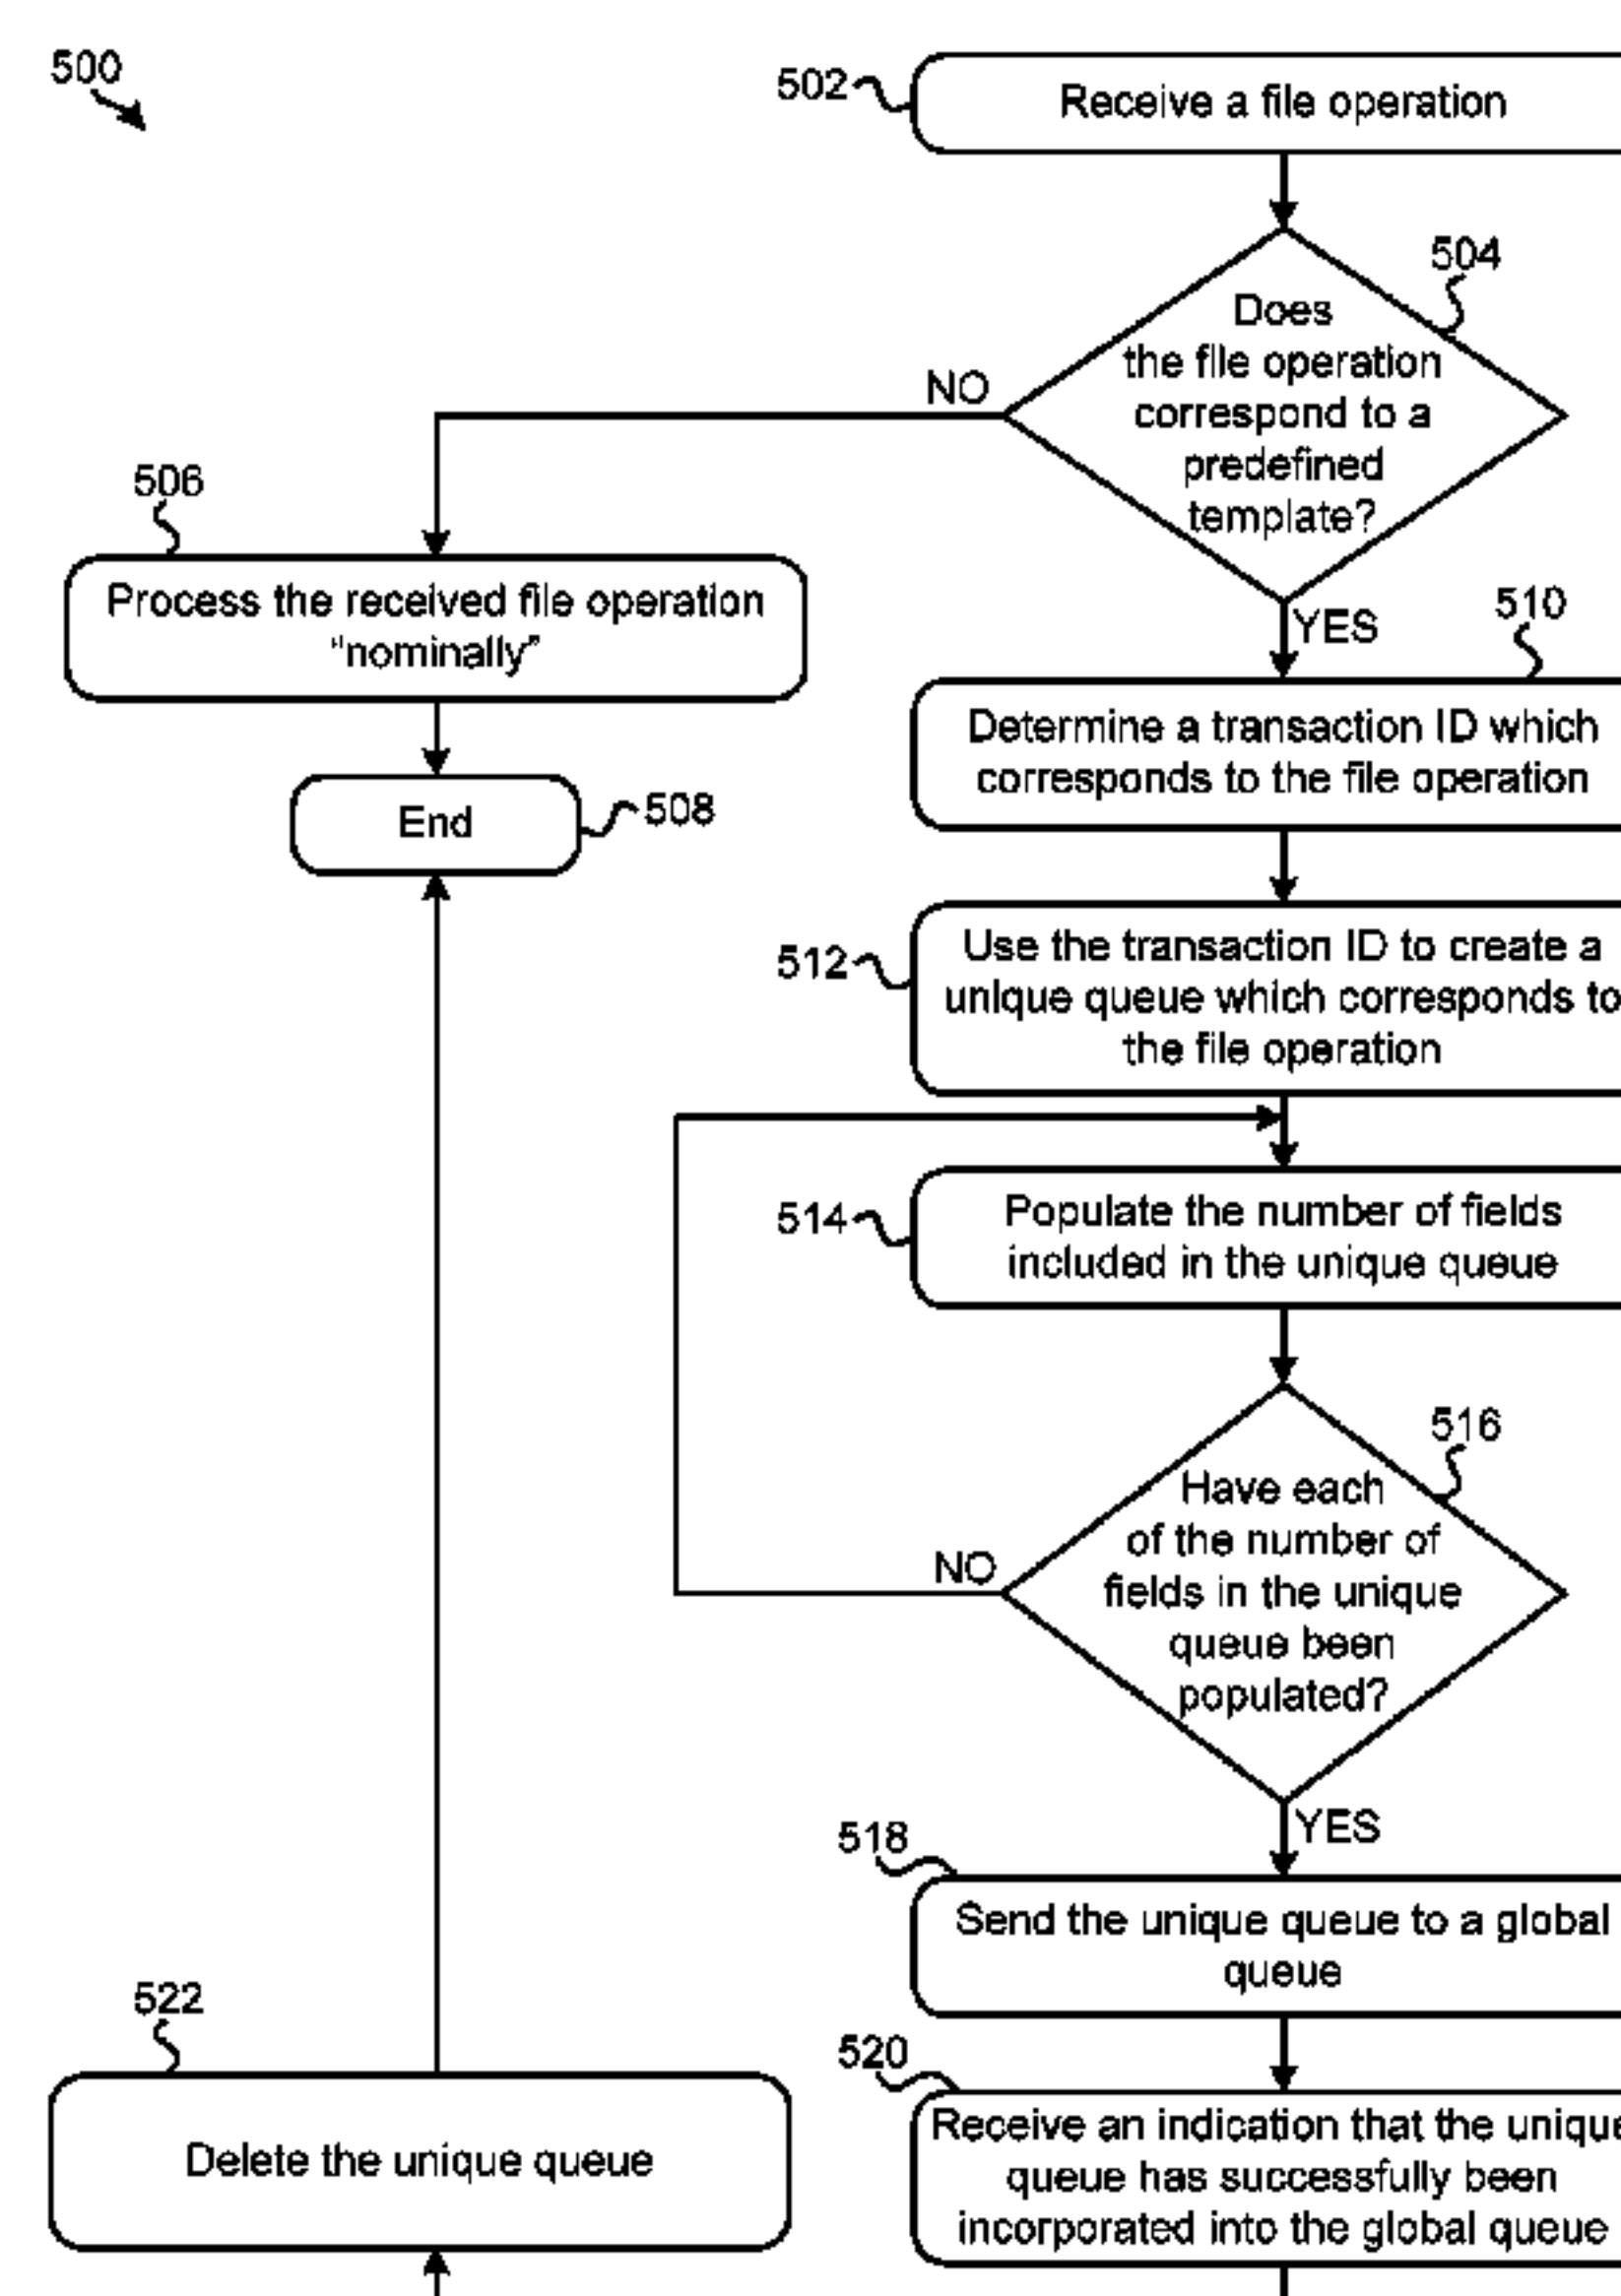 500
502
Receive a file operation
504
Does
the file operation
correspond to a
predefined
template?
NO
506
Process the received file operation
“nominally”
End
508
YES
510
Determine a transaction ID which
corresponds to the file operation
512
Use the transaction ID to create a
unique queue which corresponds to
the file operation
514
Populate the number of fields
included in the unique queue
516
Have each
of the number of
fields in the unique
queue been
populated?
NO
YES
518
Send the unique queue to a global
queue
520
Receive an indication that the unique
queue has successfully been
incorporated into the global queue
522
Delete the unique queue